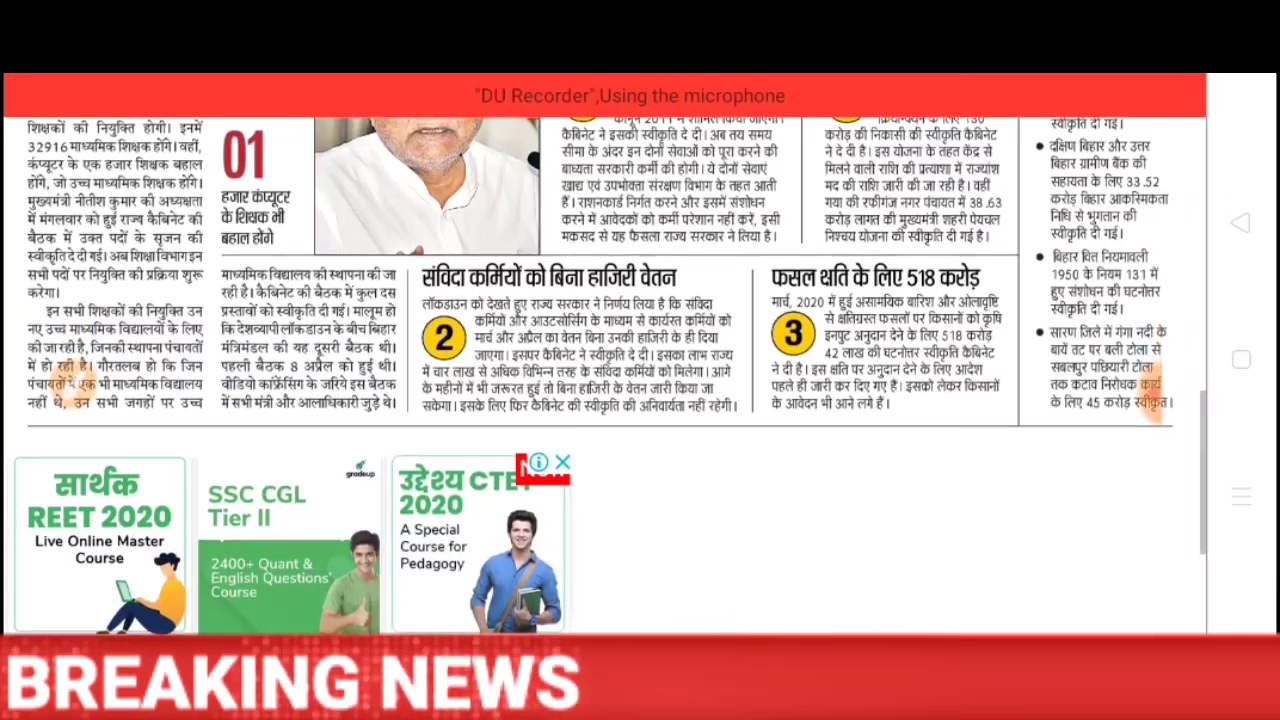 "DU Recorder",Using the microphone
शिक्षकों की नियुक्ति होगी। इनमें
32916 माध्यमिक शिक्षक होंगे। वहीं,
कंप्यूटर के एक हजार शिक्षक बहाल
होंगे, जो उच्च माध्यमिक शिक्षक होंगे।
मुख्यमंत्री नीतीश कुमार की अध्यक्षता
में मंगलवार को हुई राज्य कैबिनेट की
बैठक में उक्त पदों के सृजन की
स्वीकृति दे दी गई। अब शिक्षा विभाग इन
सभी पदों पर नियुक्ति की प्रक्रिया शुरू
करेगा।
इन सभी शिक्षकों की नियुक्ति उन
नए उच्च माध्यमिक विद्यालयों के लिए
की जा रही है, जिनकी स्थापना पंचायतों
में हो रही है। गौरतलब हो कि जिन
पंचायतों में एक भी माध्यमिक विद्यालय
नहीं थे, उन सभी जगहों पर उच्च
01
हजार कंप्यूटर
के शिक्षक भी
बहाल होंगे
माध्यमिक विद्यालय की स्थापना की जा
रही है। कैबिनेट की बैठक में कुल दस
प्रस्तावों को स्वीकृति दी गई। मालूम हो
कि देशव्यापी लॉकडाउन के बीच बिहार
मंत्रिमंडल की यह दूसरी बैठक थी।
पहली बैठक 8 अप्रैल को हुई थी।
वीडियो कांफ्रेंसिंग के जरिये इस बैठक
में सभी मंत्री और आलाधिकारी जुड़े थे।
कानून 2011 में शामिल किया जाएगा।
कैबिनेट ने इसकी स्वीकृति दे दी। अब तय समय
सीमा के अंदर इन दोनों सेवाओं को पूरा करने की
बाध्यता सरकारी कर्मी की होगी। ये दोनों सेवाएं
खाद्य एवं उपभोक्ता संरक्षण विभाग के तहत आती
हैं। राशनकार्ड निर्गत करने और इसमें संशोधन
करने में आवेदकों को कर्मी परेशान नहीं करें, इसी
मकसद से यह फैसला राज्य सरकार ने लिया है।
क्रियान्वयन के लिए 130
करोड़ की निकासी की स्वीकृति कैबिनेट
ने दे दी है। इस योजना के तहत केंद्र से
मिलने वाली राशि की प्रत्याशा में राज्यांश
मद की राशि जारी की जा रही है। वहीं
गया की रफीगंज नगर पंचायत में 38.63
करोड़ लागत की मुख्यमंत्री शहरी पेयचल
निश्चय योजना की स्वीकृति दी गई है।
संविदा कर्मियों को बिना हाजिरी वेतन
लॉकडाउन को देखते हुए राज्य सरकार ने निर्णय लिया है कि संविदा
कर्मियों और आउटसोर्सिंग के माध्यम से कार्यरत कर्मियों को
2
मार्च और अप्रैल का वेतन बिना उनकी हाजिरी के ही दिया
जाएगा। इसपर कैबिनेट ने स्वीकृति दे दी। इसका लाभ राज्य
में चार लाख से अधिक विभिन्न तरह के संविदा कर्मियों को मिलेगा। आगे
के महीनों में भी जरूरत हुई तो बिना हाजिरी के वेतन जारी किया जा
सकेगा। इसके लिए फिर कैबिनेट की स्वीकृति की अनिवार्यता नहीं रहेगी।
फसल क्षति के लिए 518 करोड़
मार्च, 2020 में हुई असामयिक बारिश और ओलावृष्टि
से क्षतिग्रस्त फसलों पर किसानों को कृषि
3
इनपुट अनुदान देने के लिए 518 करोड़
42 लाख की घटनोत्तर स्वीकृति कैबिनेट
ने दी है। इस क्षति पर अनुदान देने के लिए आदेश
पहले ही जारी कर दिए गए हैं। इसको लेकर किसानों
के आवेदन भी आने लगे हैं।
स्वीकृति दी गई।
● दक्षिण बिहार और उत्तर
बिहार ग्रामीण बैंक की
सहायता के लिए 33.52
करोड़ बिहार आकस्मिकता
निधि से भुगतान की
स्वीकृति दी गई।
● बिहार वित्त नियमावली
1950 के नियम 131 में
हुए संशोधन की घटनोत्तर
स्वीकृति दी गई।
● सारण जिले में गंगा नदी के
बायें तट पर बली टोला से
सबलपुर पछियारी टोला
तक कटाव निरोधक कार्य
के लिए 45 करोड़ स्वीकृत।
सार्थक
REET 2020
Live Online Master
Course
gradeup
SSC CGL
Tier II
2400+ Quant &
English Questions'
Course
उद्देश्य CTET
2020
A Special
Course for
Pedagogy
BREAKING NEWS